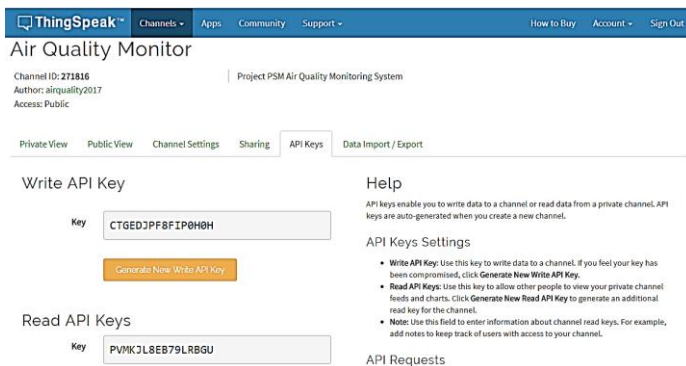 ThingSpeak™ Channels Apps Community Support How to Buy Account Sign Out
Air Quality Monitor
Channel ID: 271816
Author: airquality2017
Access: Public
Project PSM Air Quality Monitoring System
Private View Public View Channel Settings Sharing API Keys Data Import / Export
Write API Key
Key CTGEDJPF8FIP0H0H
Generate New Write API Key
Read API Keys
Key PVMKJL8EB79LRBGU
Help
API keys enable you to write data to a channel or read data from a private channel. API
keys are auto-generated when you create a new channel.
API Keys Settings
• Write API Key: Use this key to write data to a channel. If you feel your key has
been compromised, click Generate New Write API Key.
• Read API Keys: Use this key to allow other people to view your private channel
feeds and charts. Click Generate New Read API Key to generate an additional
read key for the channel.
• Note: Use this field to enter information about channel read keys. For example,
add notes to keep track of users with access to your channel.
API Requests